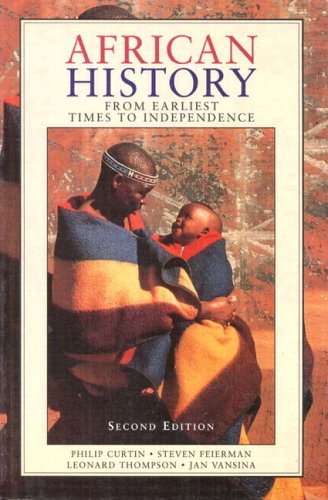 AFRICAN
HISTORY
FROM EARLIEST
TIMES TO INDEPENDENCE
SECOND EDITION
PHILIP CURTIN • STEVEN FEIERMAN
LEONARD THOMPSON • JAN VANSINA